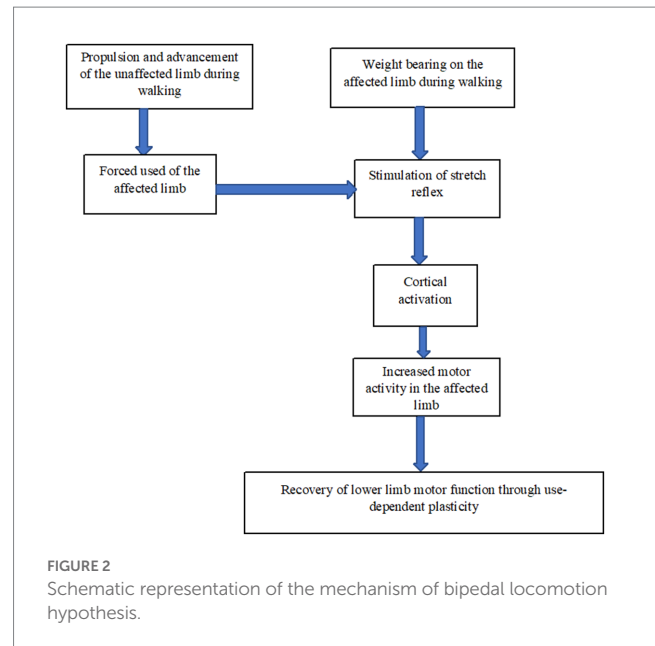 Propulsion and advancement
of the unaffected limb during
walking
Weight bearing on the
affected limb during walking
Forced used of the
affected limb
Stimulation of stretch
reflex
Cortical
activation
Increased motor
activity in the affected
limb
Recovery of lower limb motor function through use-
dependent plasticity
FIGURE 2
Schematic representation of the mechanism of bipedal locomotion
hypothesis.